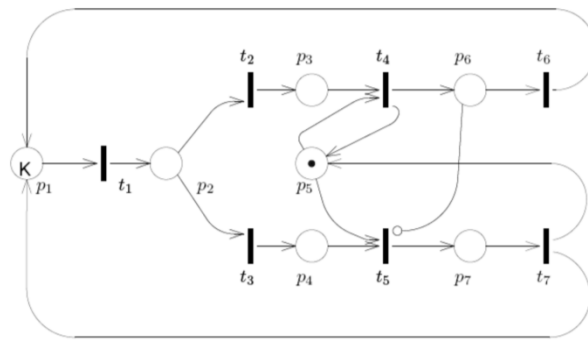 t₂ p₃ t₄ p₆ t₆
K p₁ t₁ p₂ p₅
t₃ p₄ t₅ p₇ t₇